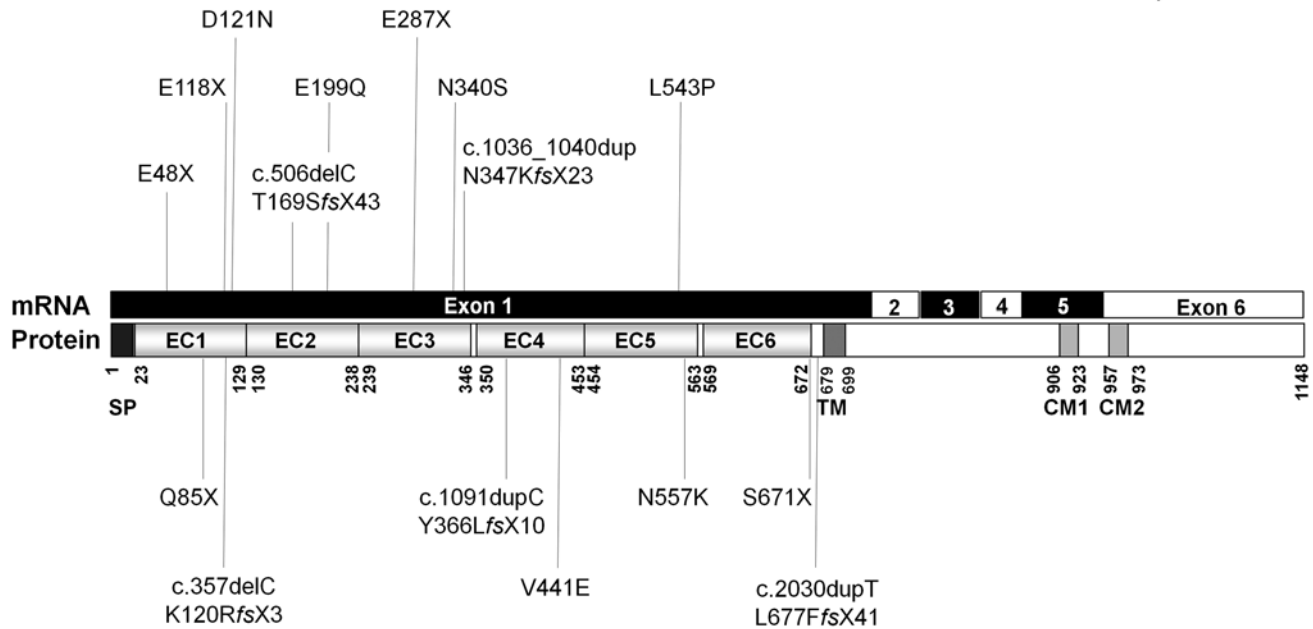 D121N
E287X
E118X
E199Q
N340S
L543P
c.1036_1040dup
N347KfsX23
E48X
c.506delC
T169SfsX43
mRNA
Exon 1
2
3
4
5
Exon 6
Protein
EC1
EC2
EC3
EC4
EC5
EC6
1
23
129
130
238
239
346
350
453
454
563
569
672
679
699
906
923
957
973
1148
SP
TM
CM1
CM2
Q85X
c.1091dupC
Y366LfsX10
N557K
S671X
c.357delC
K120RfsX3
V441E
c.2030dupT
L677FfsX41